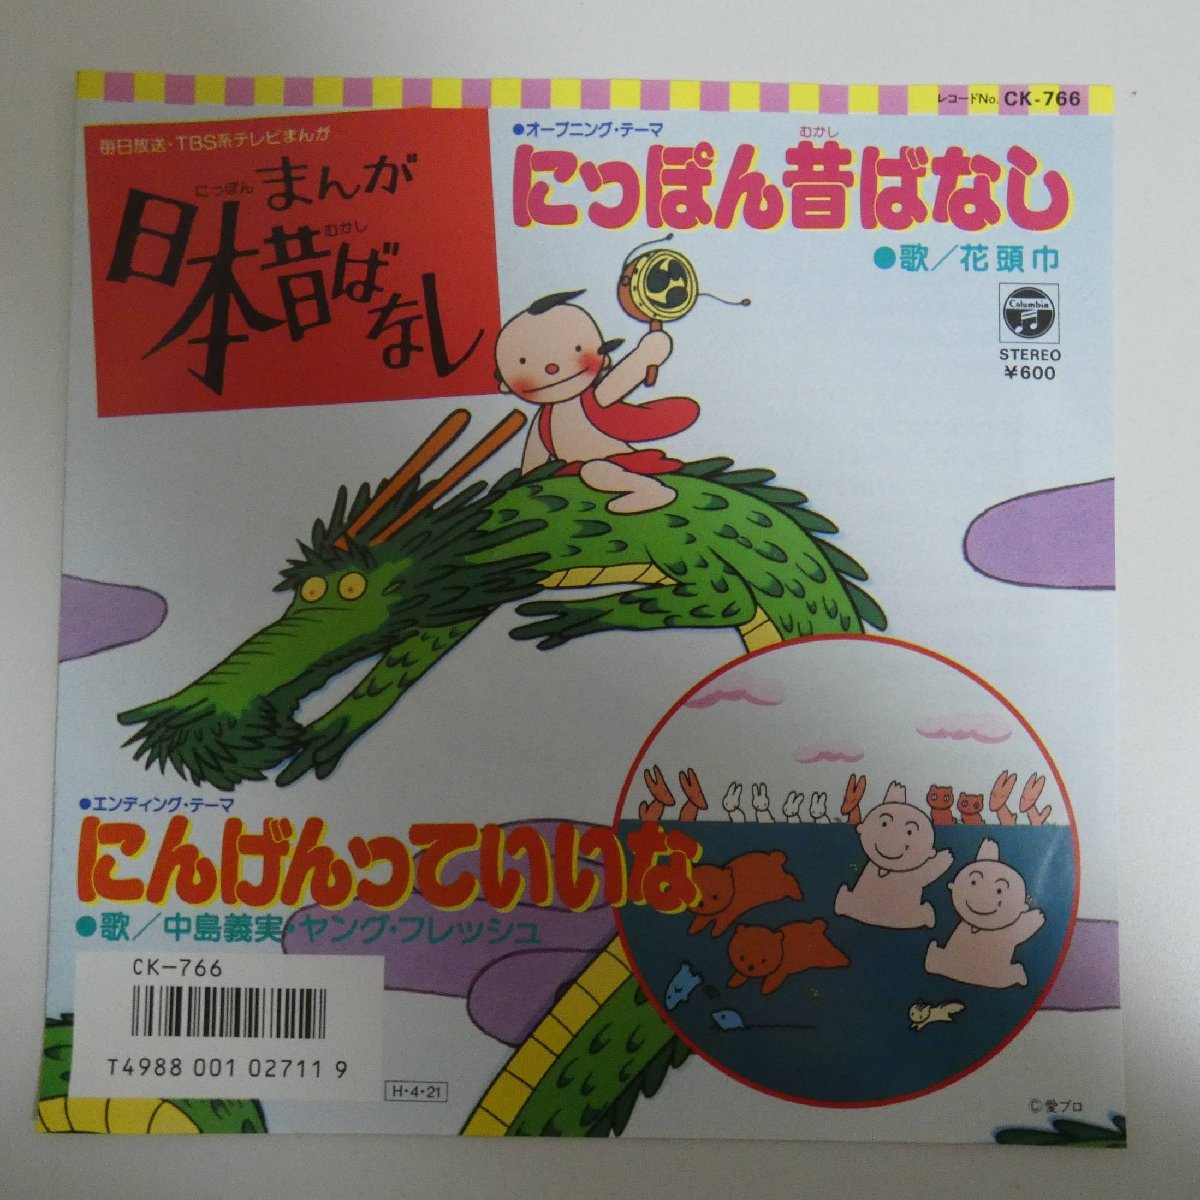 レコードNo. CK-766
毎日放送・TBS系テレビまんが
まんが
にっぽん むかし
日本昔ばなし
●オープニング・テーマ
むかし
にっぽん昔ばなし
●歌／花頭巾
Columbia
STEREO
¥600
●エンディング・テーマ
にんげんっていいな
●歌／中島義実・ヤング・フレッシュ
CK-766
T4988 001 02711 9
H・4・21
©愛プロ